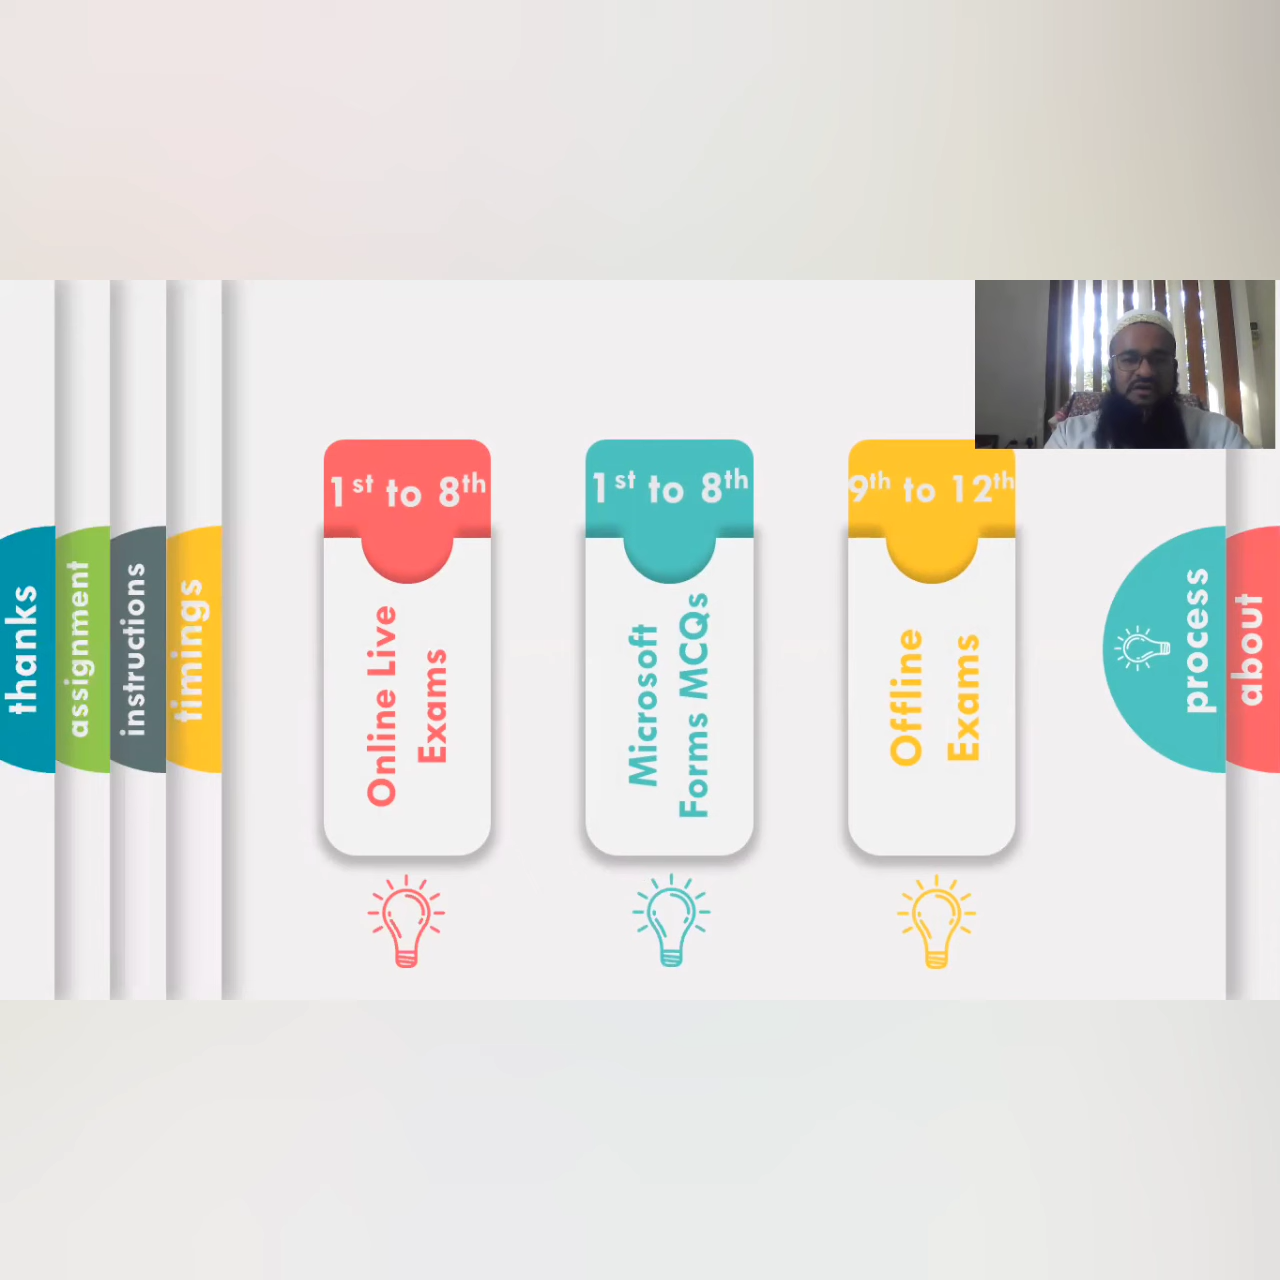 thanks
assignment
instructions
timings
1st to 8th
Online Live
Exams
1st to 8th
Microsoft
Forms MCQs
9th to 12th
Offline
Exams
process
about